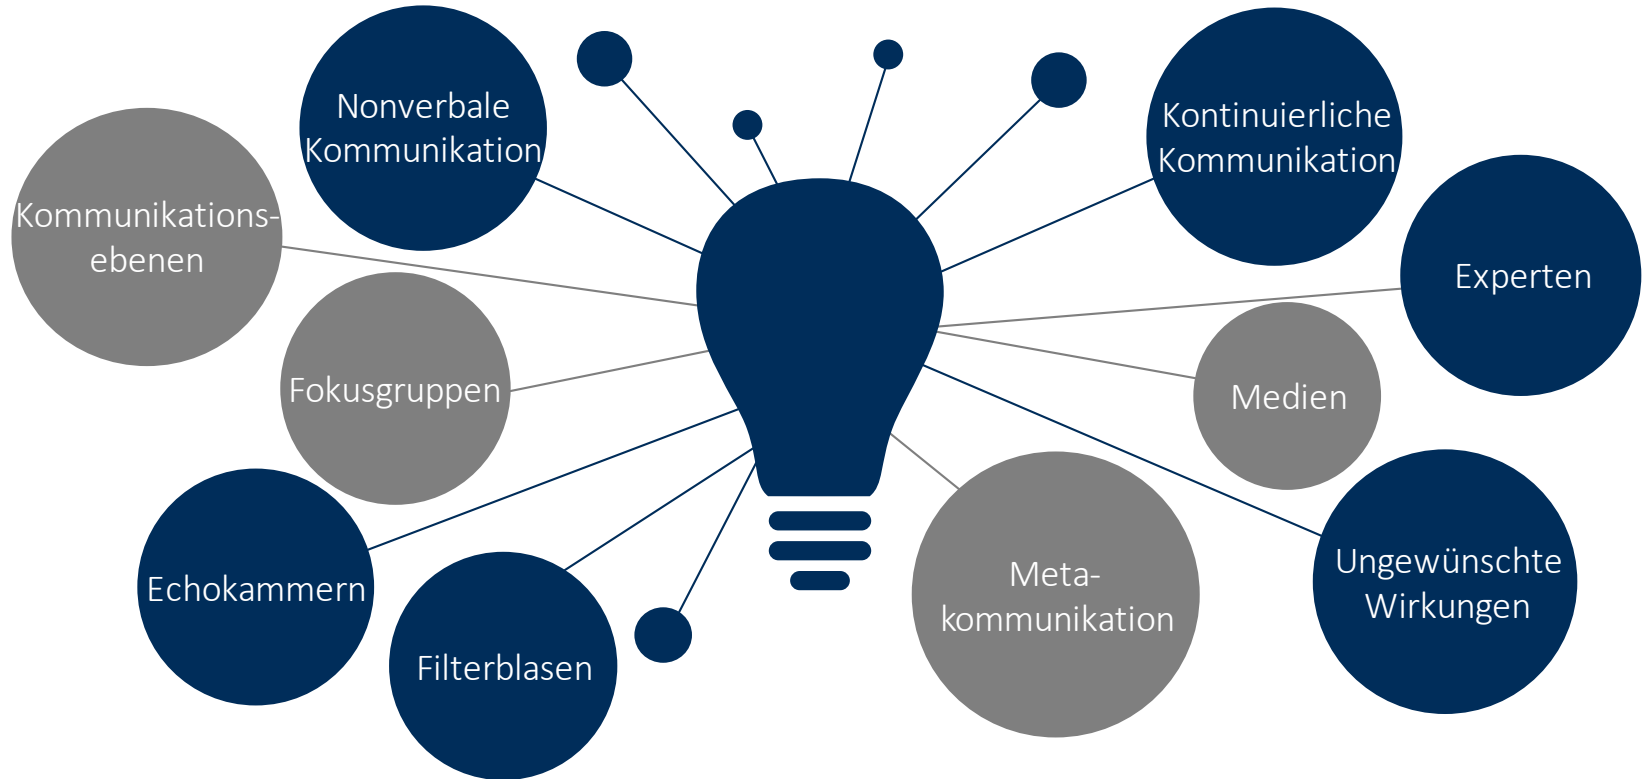 Nonverbale
Kommunikation
Kontinuierliche
Kommunikation
Kommunikations-
ebenen
Experten
Fokusgruppen
Medien
Echokammern
Filterblasen
Meta-
kommunikation
Ungewünschte
Wirkungen